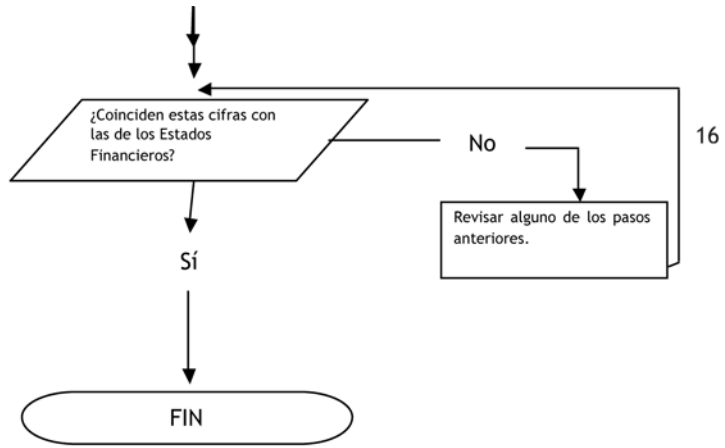 ¿Coinciden estas cifras con
las de los Estados
Financieros?
No
16
Revisar alguno de los pasos
anteriores.
Sí
FIN